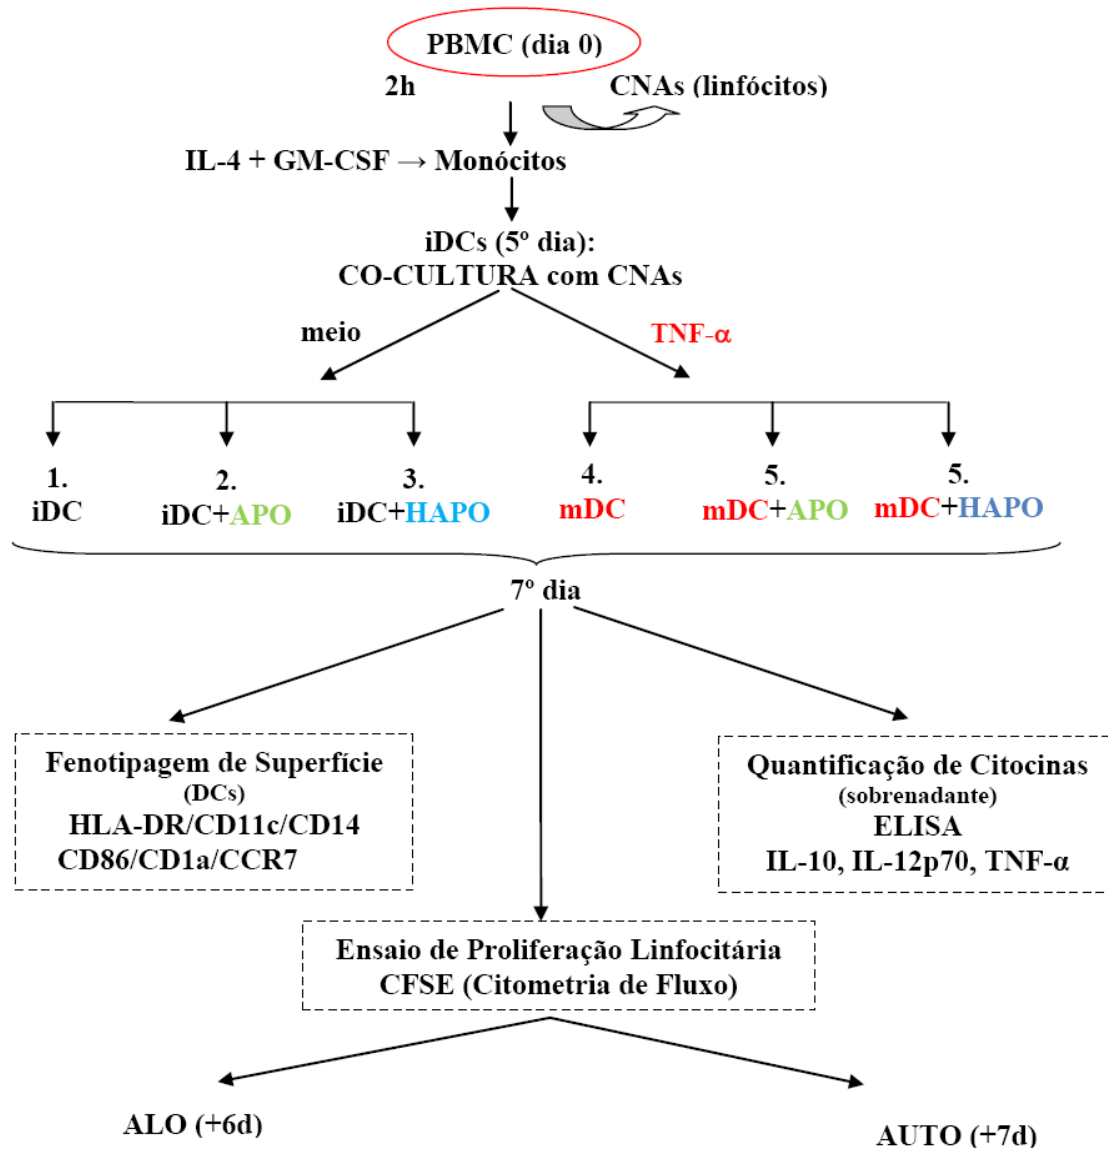 PBMC (dia 0)
2h
CNAs (linfócitos)
IL-4 + GM-CSF → Monócitos
iDCs (5º dia):
CO-CULTURA com CNAs
meio
TNF-α
1.
iDC
2.
iDC+APO
3.
iDC+HAPO
4.
mDC
5.
mDC+APO
5.
mDC+HAPO
7º dia
Fenotipagem de Superfície
(DCs)
HLA-DR/CD11c/CD14
CD86/CD1a/CCR7
Quantificação de Citocinas
(sobrenadante)
ELISA
IL-10, IL-12p70, TNF-α
Ensaio de Proliferação Linfocitária
CFSE (Citometria de Fluxo)
ALO (+6d)
AUTO (+7d)